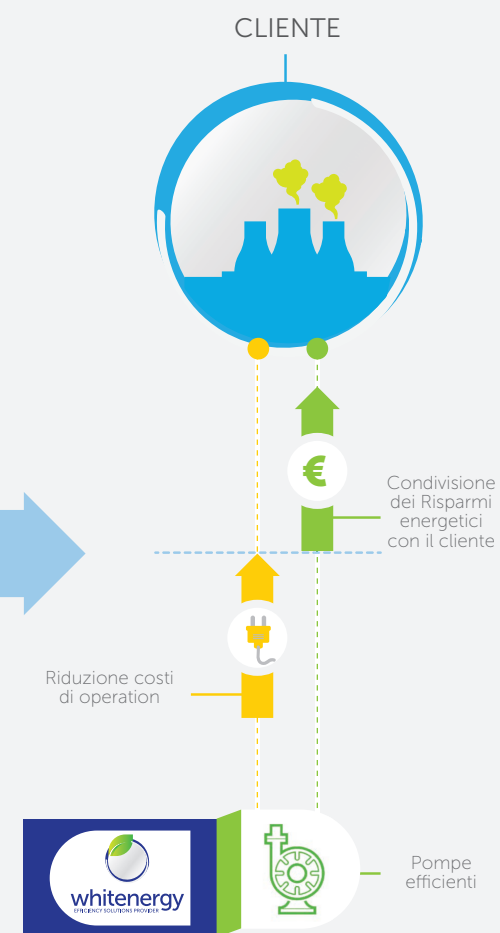 CLIENTE
€
Condivisione
dei Risparmi
energetici
con il cliente
Riduzione costi
di operation
whitenergy
EFFICIENCY SOLUTIONS PROVIDER
Pompe
efficienti